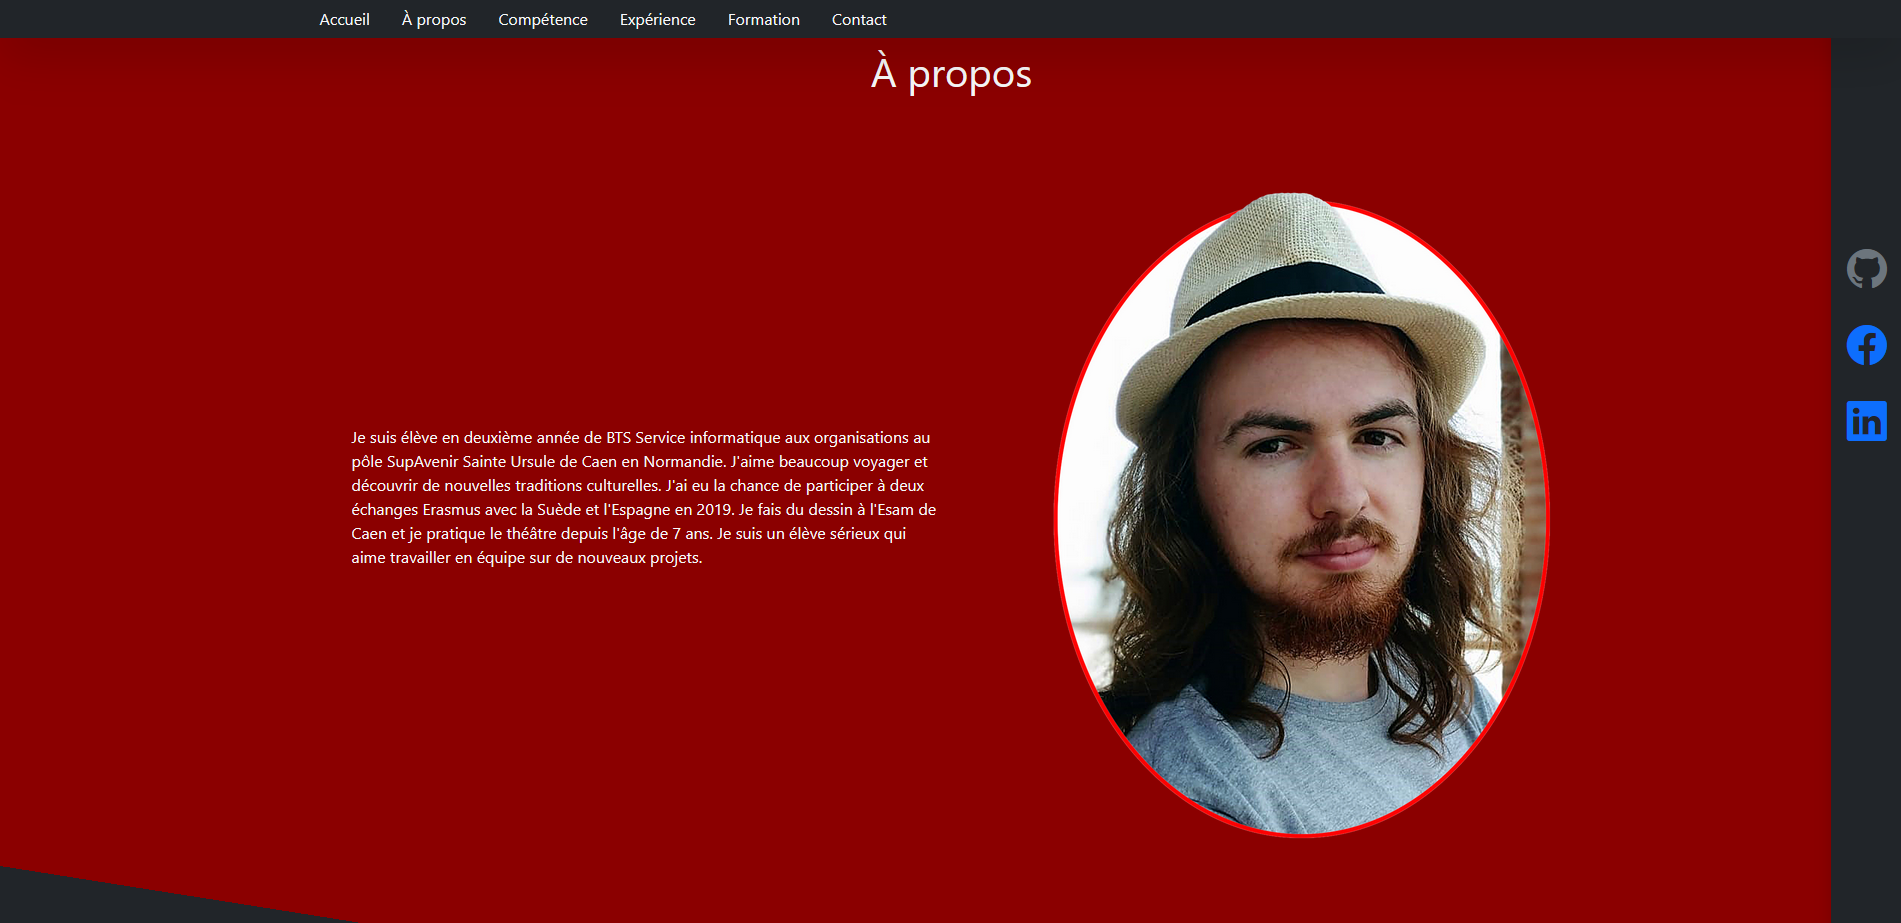 Accueil À propos Compétence Expérience Formation Contact
À propos
Je suis élève en deuxième année de BTS Service informatique aux organisations au
pôle SupAvenir Sainte Ursule de Caen en Normandie. J'aime beaucoup voyager et
découvrir de nouvelles traditions culturelles. J'ai eu la chance de participer à deux
échanges Erasmus avec la Suède et l'Espagne en 2019. Je fais du dessin à l'Esam de
Caen et je pratique le théâtre depuis l'âge de 7 ans. Je suis un élève sérieux qui
aime travailler en équipe sur de nouveaux projets.
in